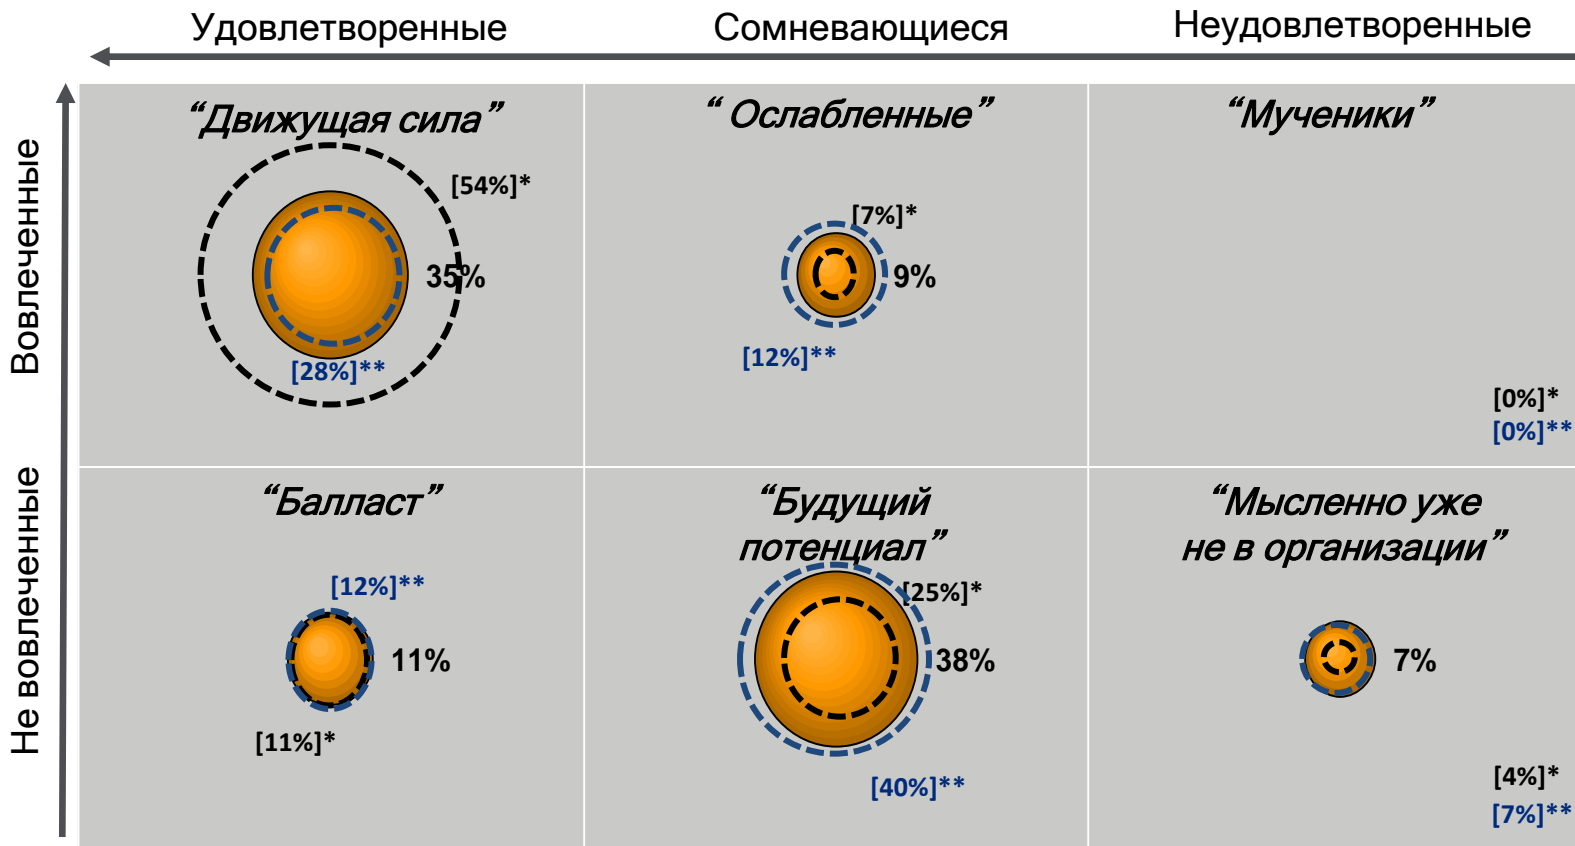 Удовлетворенные
Сомневающиеся
Неудовлетворенные
Вовлеченные
“Движущая сила”
[54%]*
35%
[28%]**
“ Ослабленные”
[7%]*
9%
[12%]**
“Мученики”
[0%]*
[0%]**
Не вовлеченные
“Балласт”
[12%]**
11%
[11%]*
“Будущий
потенциал”
[25%]*
38%
[40%]**
“Мысленно уже
не в организации”
7%
[4%]*
[7%]**